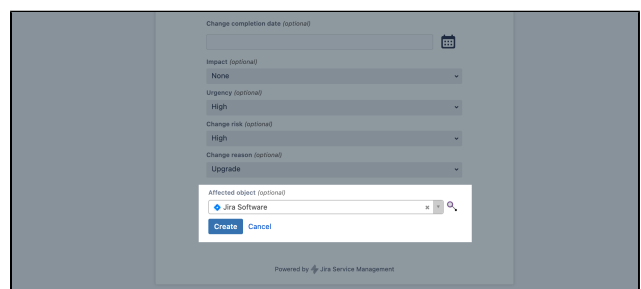 Change completion date (optional)
Impact (optional)
None
Urgency (optional)
High
Change risk (optional)
High
Change reason (optional)
Upgrade
Affected object (optional)
Jira Software
Create Cancel
Powered by Jira Service Management